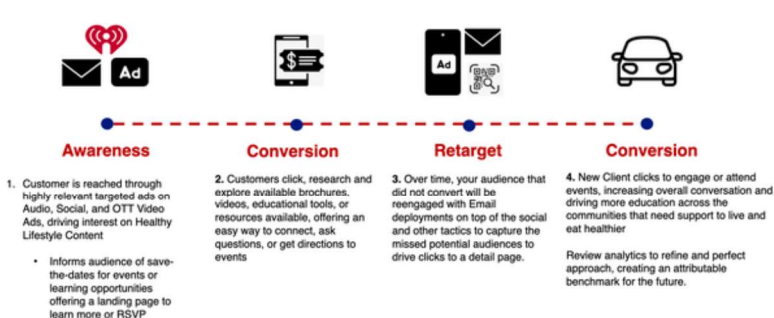 Ad
Ad
Awareness
Conversion
Retarget
Conversion
1. Customer is reached through
highly relevant targeted ads on
Audio, Social, and OTT Video
Ads, driving interest on Healthy
Lifestyle Content
• Informs audience of save-
the-dates for events or
learning opportunities
offering a landing page to
learn more or RSVP
2. Customers click, research and
explore available brochures,
videos, educational tools, or
resources available, offering an
easy way to connect, ask
questions, or get directions to
events
3. Over time, your audience that
did not convert will be
reengaged with Email
deployments on top of the social
and other tactics to capture the
missed potential audiences to
drive clicks to a detail page.
4. New Client clicks to engage or attend
events, increasing overall conversation and
driving more education across the
communities that need support to live and
eat healthier
Review analytics to refine and perfect
approach, creating an attributable
benchmark for the future.